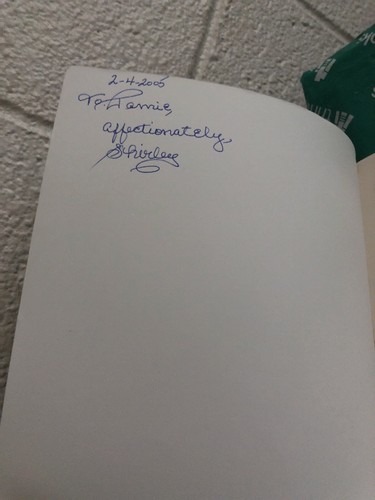 2-4-2005
To Tamie,
affectionately,
Shirley